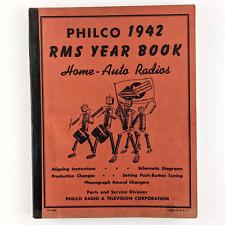 PHILCO 1942
RMS YEAR BOOK
Home-Auto Radios
Aligning Instructions · · · Schematic Diagrams
Production Changes · · Setting Push-Button Tuning
Phonograph Record Changers
Parts and Service Division
PHILCO RADIO & TELEVISION CORPORATION